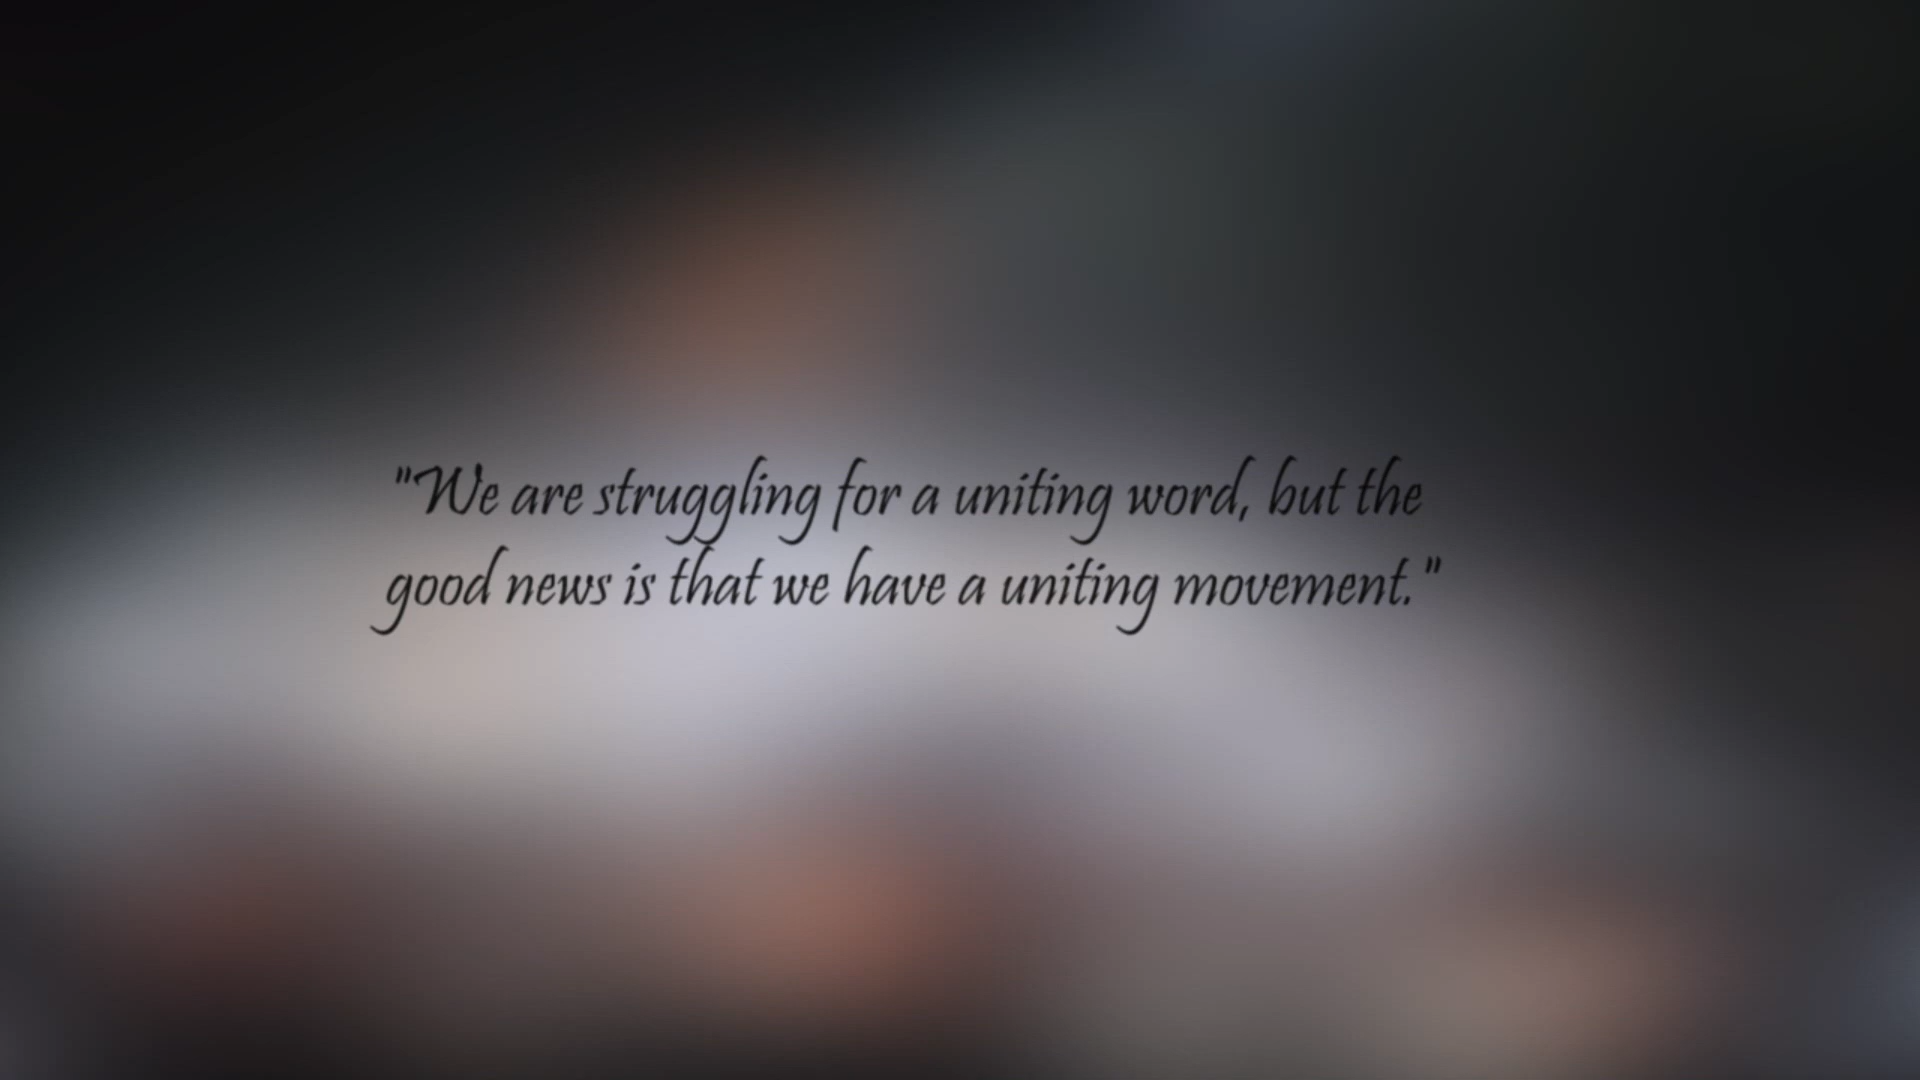 "We are struggling for a uniting word, but the
good news is that we have a uniting movement."